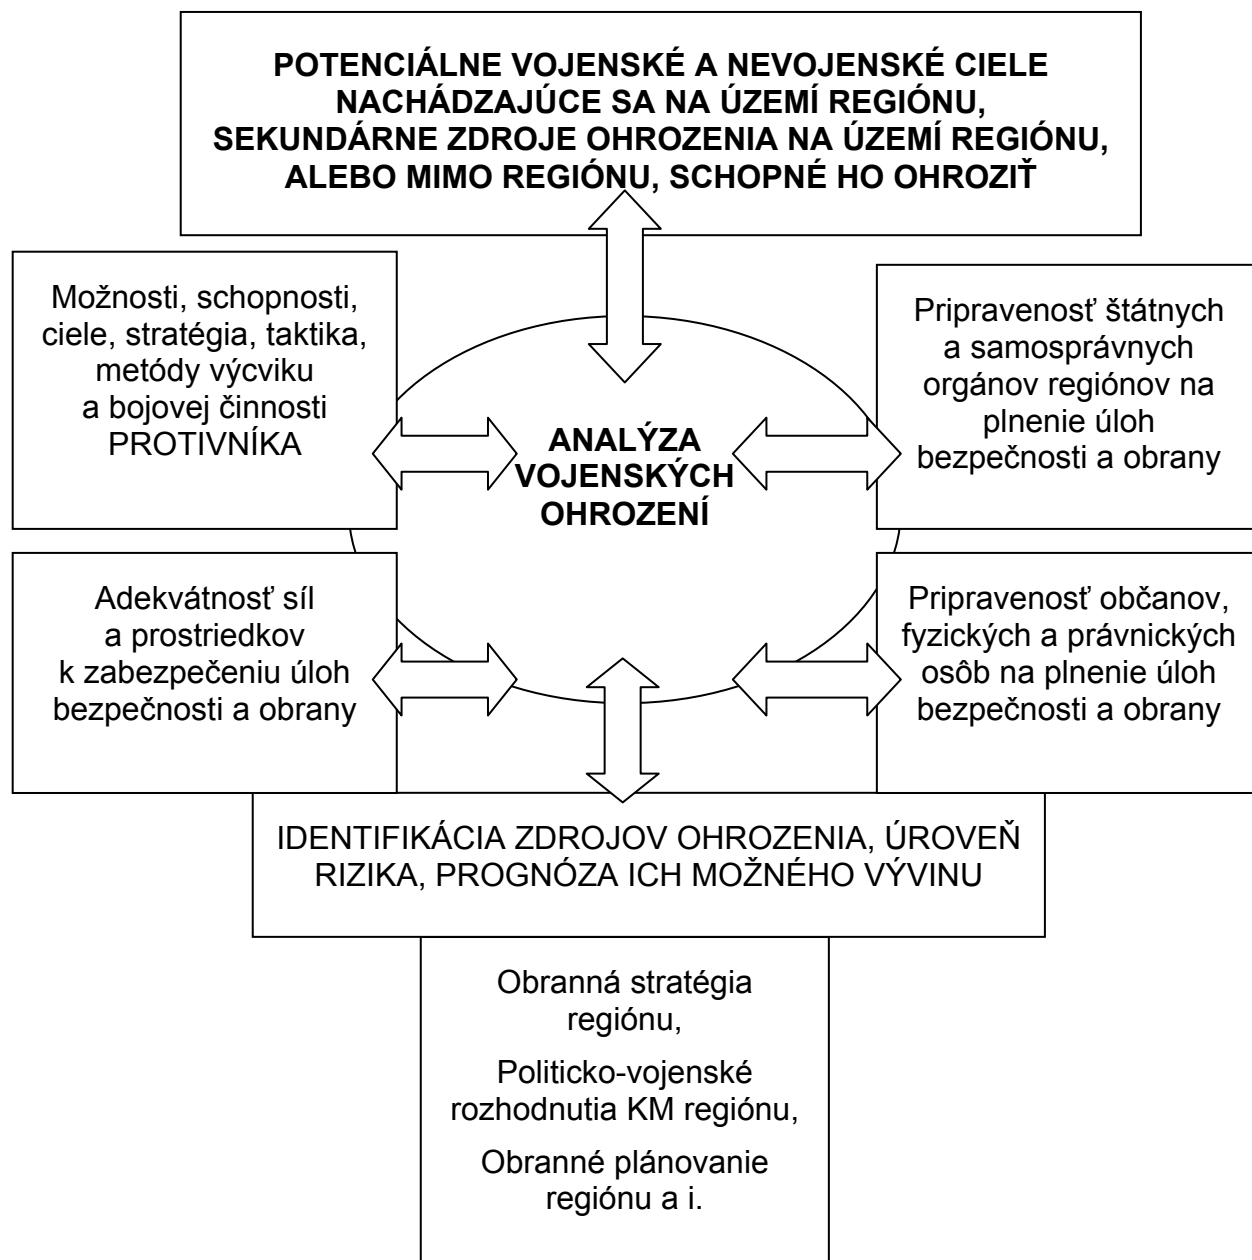 POTENCIÁLNE VOJENSKÉ A NEVOJENSKÉ CIELE
NACHÁDZAJÚCE SA NA ÚZEMÍ REGIÓNU,
SEKUNDÁRNE ZDROJE OHROZENIA NA ÚZEMÍ REGIÓNU,
ALEBO MIMO REGIÓNU, SCHOPNÉ HO OHROZIŤ
Možnosti, schopnosti,
ciele, stratégia, taktika,
metódy výcviku
a bojovej činnosti
PROTIVNÍKA
ANALÝZA
VOJENSKÝCH
OHROZENÍ
Pripravenosť štátnych
a samosprávnych
orgánov regiónov na
plnenie úloh
bezpečnosti a obrany
Adekvátnosť síl
a prostriedkov
k zabezpečeniu úloh
bezpečnosti a obrany
Pripravenosť občanov,
fyzických a právnických
osôb na plnenie úloh
bezpečnosti a obrany
IDENTIFIKÁCIA ZDROJOV OHROZENIA, ÚROVEŇ
RIZIKA, PROGNÓZA ICH MOŽNÉHO VÝVINU
Obranná stratégia
regiónu,
Politicko-vojenské
rozhodnutia KM regiónu,
Obranné plánovanie
regiónu a i.